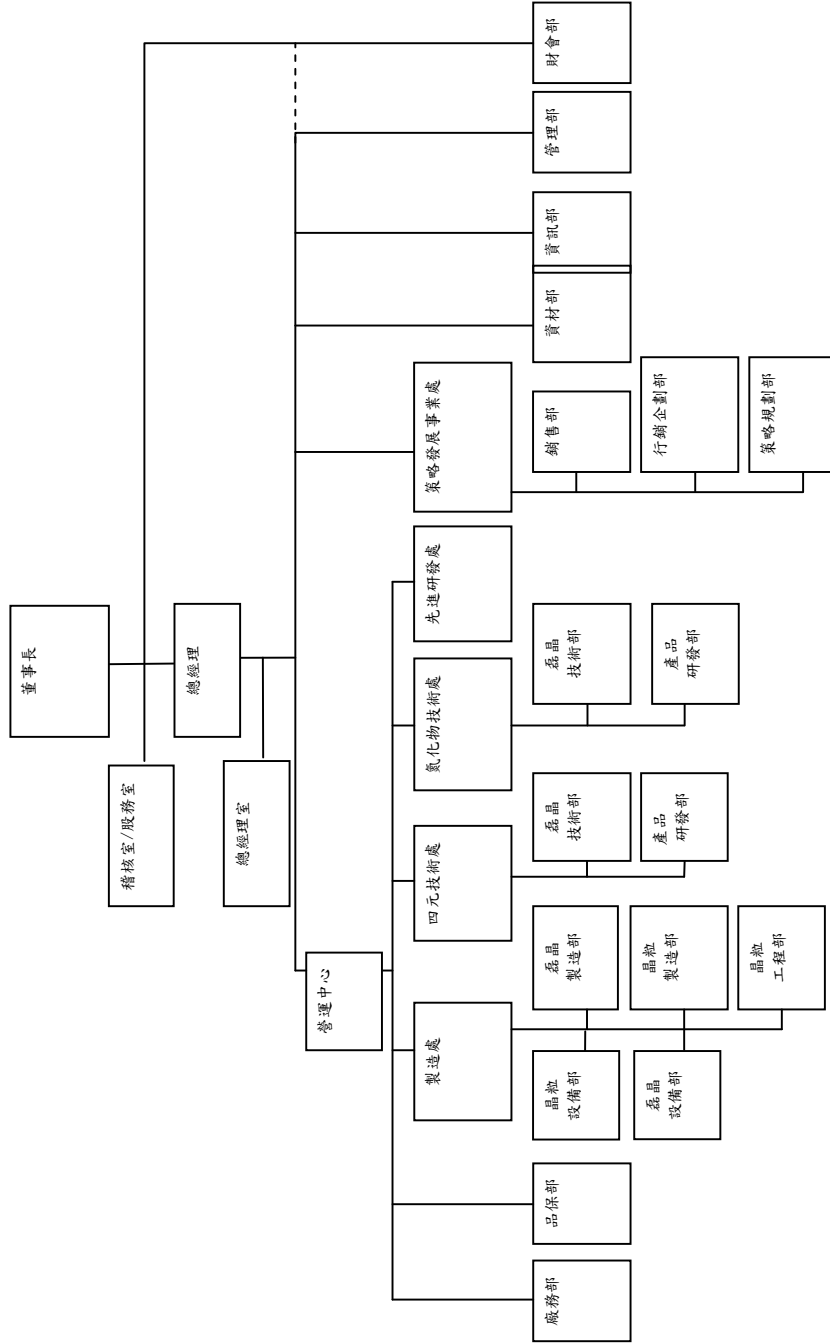 董事長
稽核室/股務室
總經理
總經理室
營運中心
廠務部
品保部
製造處
四元技術處
氮化物技術處
先進研發處
策略發展事業處
資材部
資訊部
管理部
財會部
晶粒
設備部
磊晶
設備部
磊晶
製造部
晶粒
製造部
晶粒
工程部
磊晶
技術部
產品
研發部
磊晶
技術部
產品
研發部
銷售部
行銷企劃部
策略規劃部